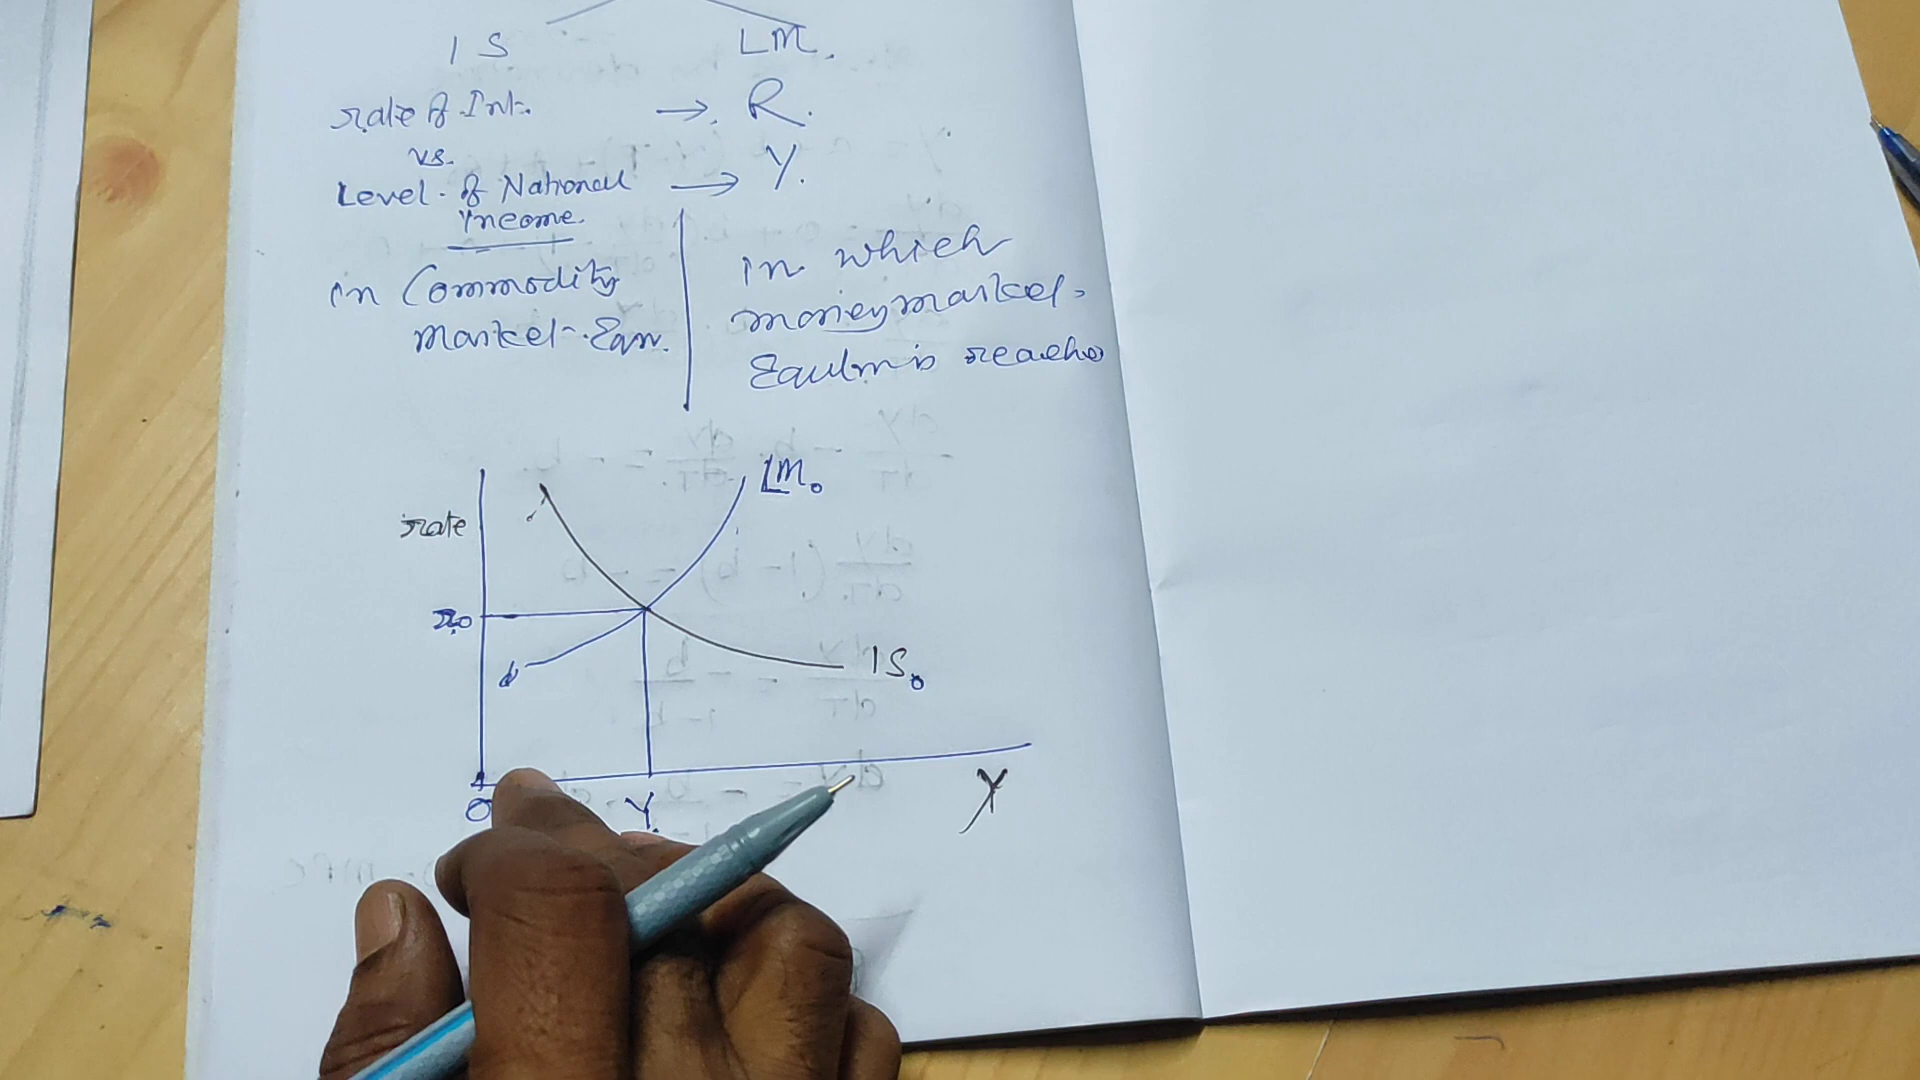 IS LM.
rate of Int. → R.
vs.
Level of National → Y.
Income.
in Commodity
Market Eqm.
in which
money market
Equlm is reache
LM₀
rate
r₀
IS₀
O Y. Y